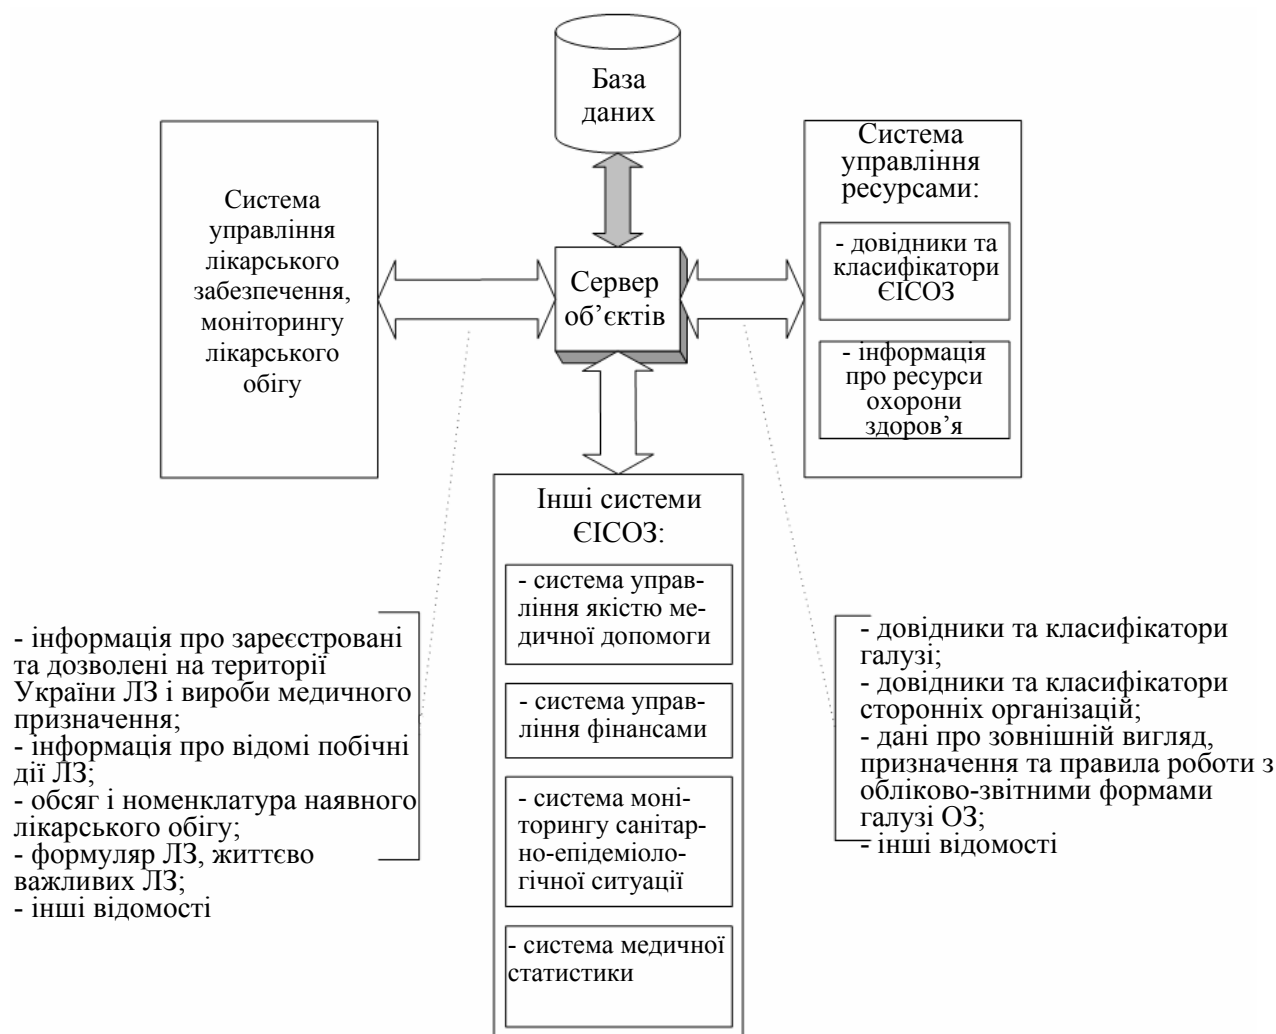 База
даних
Система
управління
лікарського
забезпечення,
моніторингу
лікарського
обігу
Сервер
об’єктів
Система
управління
ресурсами:
- довідники та
класифікатори
ЄІСОЗ
- інформація
про ресурси
охорони
здоров’я
Інші системи
ЄІСОЗ:
- система управ-
ління якістю ме-
дичної допомоги
- система управ-
ління фінансами
- система моні-
торингу санітар-
но-епідеміоло-
гічної ситуації
- система медичної
статистики
- інформація про зареєстровані
та дозволені на території
України ЛЗ і вироби медичного
призначення;
- інформація про відомі побічні
дії ЛЗ;
- обсяг і номенклатура наявного
лікарського обігу;
- формуляр ЛЗ, життєво
важливих ЛЗ;
- інші відомості
- довідники та класифікатори
галузі;
- довідники та класифікатори
сторонніх організацій;
- дані про зовнішній вигляд,
призначення та правила роботи з
обліково-звітними формами
галузі ОЗ;
- інші відомості